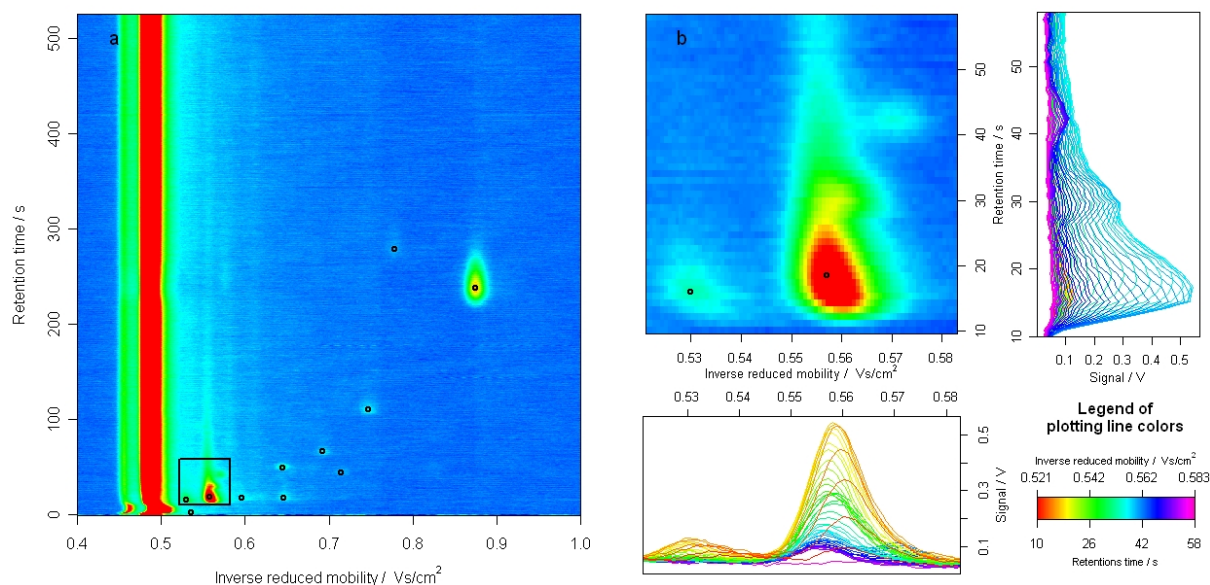 a
500
400
300
200
100
0
Retention time / s
0.4 0.5 0.6 0.7 0.8 0.9 1.0
Inverse reduced mobility / Vs/cm²
b
50
40
30
20
10
Retention time / s
0.53 0.54 0.55 0.56 0.57 0.58
Inverse reduced mobility / Vs/cm²
50
40
30
20
10
0.1 0.2 0.3 0.4 0.5
Signal / V
0.53 0.54 0.55 0.56 0.57 0.58
0.5
0.3
0.1
Signal / V
Legend of
plotting line colors
Inverse reduced mobility / Vs/cm²
0.521 0.542 0.562 0.583
10 26 42 58
Retentions time / s